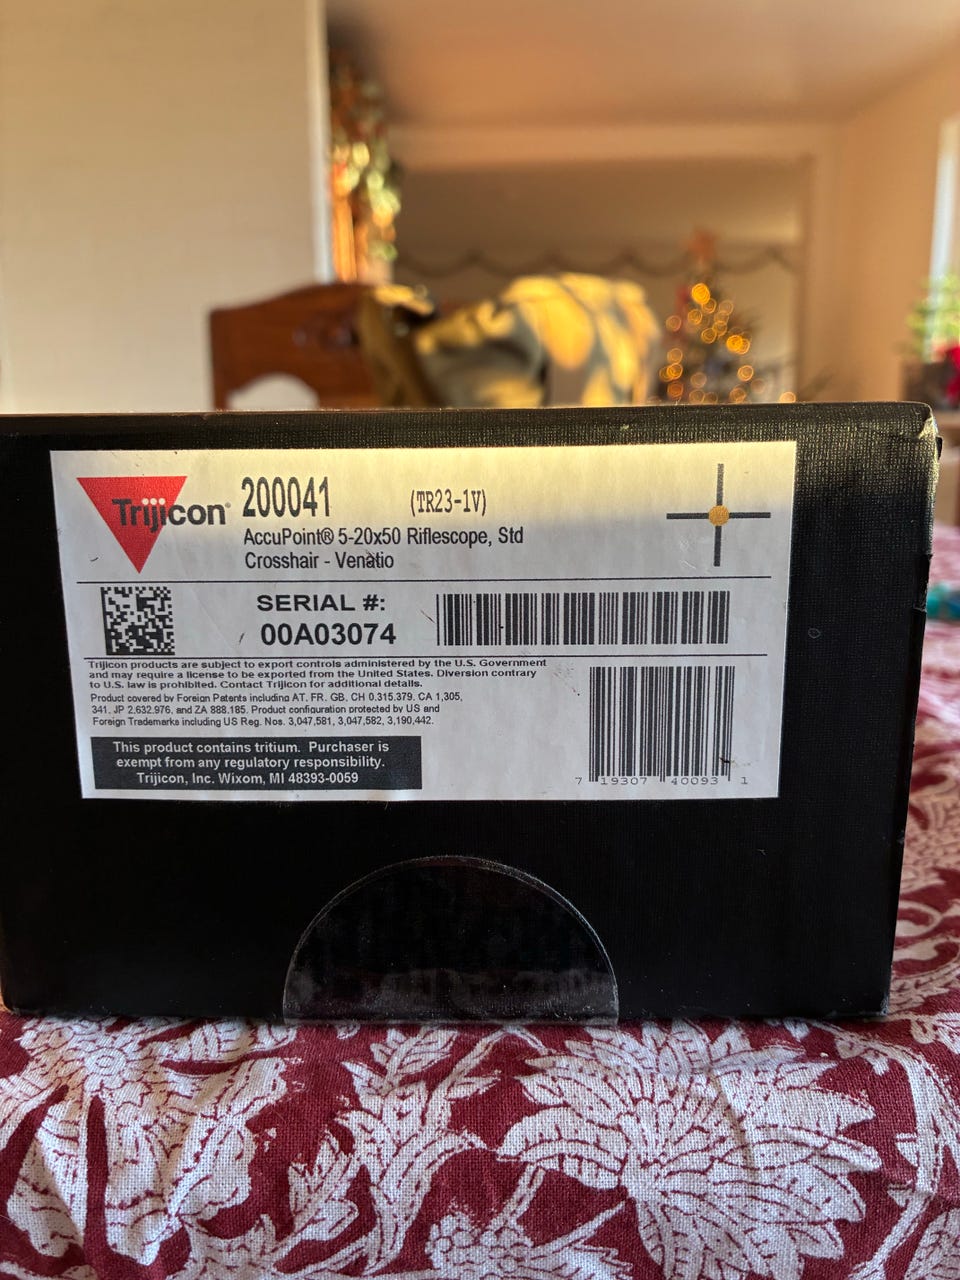 Trijicon® 200041 (TR23-1V)
AccuPoint® 5-20x50 Riflescope, Std
Crosshair - Venatio
SERIAL #:
00A03074
Trijicon products are subject to export controls administered by the U.S. Government
and may require a license to be exported from the United States. Diversion contrary
to U.S. law is prohibited. Contact Trijicon for additional details.
Product covered by Foreign Patents including AT, FR, GB, CH 0,315,379, CA 1,305,
341, JP 2,632,976, and ZA 888,185. Product configuration protected by US and
Foreign Trademarks including US Reg. Nos. 3,047,581, 3,047,582, 3,190,442.
This product contains tritium. Purchaser is
exempt from any regulatory responsibility.
Trijicon, Inc. Wixom, MI 48393-0059
7 19307 40093 1